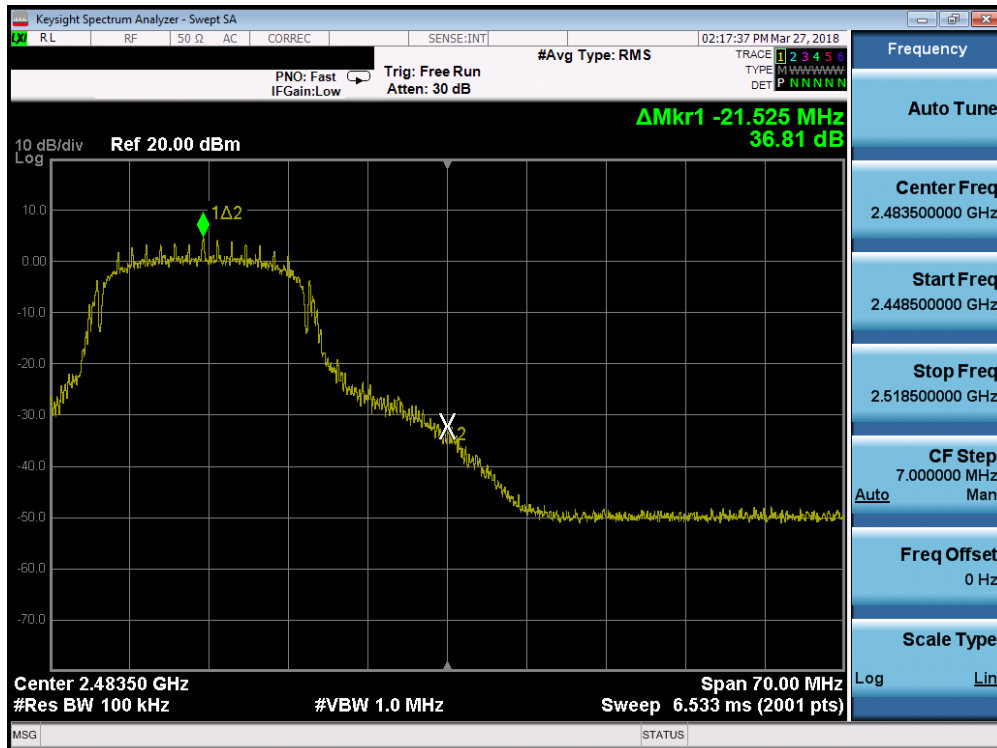 Keysight Spectrum Analyzer - Swept SA
LXI RL RF 50 Ω AC CORREC SENSE:INT 02:17:37 PM Mar 27, 2018
#Avg Type: RMS TRACE 1 2 3 4 5 6
PNO: Fast Trig: Free Run TYPE M WWWWW
IFGain:Low Atten: 30 dB DET P N N N N N
ΔMkr1 -21.525 MHz
10 dB/div Ref 20.00 dBm 36.81 dB
Log
10.0
1Δ2
0.00
-10.0
-20.0
-30.0
X2
-40.0
-50.0
-60.0
-70.0
Center 2.48350 GHz Span 70.00 MHz
#Res BW 100 kHz #VBW 1.0 MHz Sweep 6.533 ms (2001 pts)
MSG STATUS
Frequency
Auto Tune
Center Freq
2.483500000 GHz
Start Freq
2.448500000 GHz
Stop Freq
2.518500000 GHz
CF Step
7.000000 MHz
Auto Man
Freq Offset
0 Hz
Scale Type
Log Lin